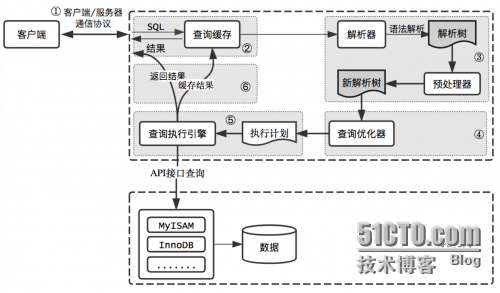 ① 客户端/服务器
通信协议
客户端
SQL
结果
查询缓存
②
解析器
语法解析
解析树
③
预处理器
新解析树
返回结果
缓存结果
⑥
查询执行引擎
⑤
执行计划
查询优化器
④
API接口查询
MyISAM
InnoDB
.......
数据
51CTO.com
技术博客 Blog